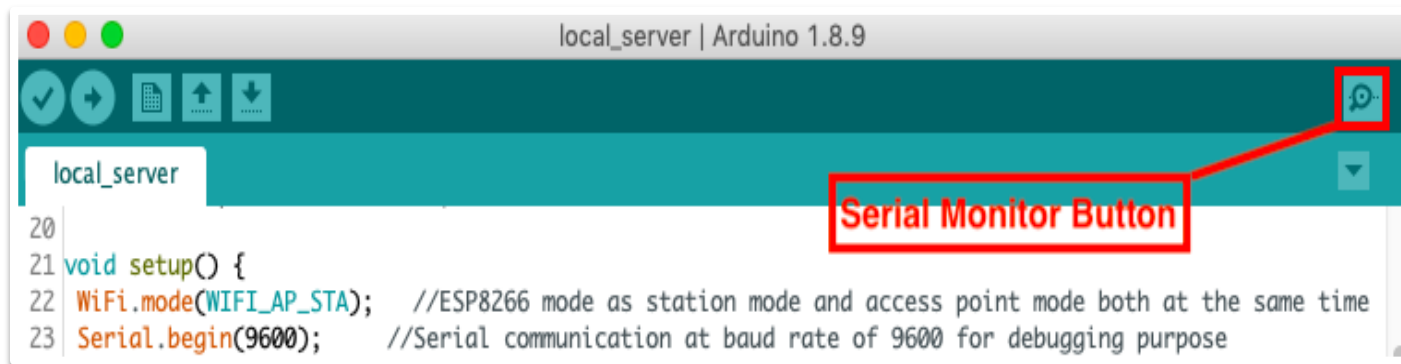 local_server | Arduino 1.8.9
local_server
Serial Monitor Button
20
21 void setup() {
22 WiFi.mode(WIFI_AP_STA); //ESP8266 mode as station mode and access point mode both at the same time
23 Serial.begin(9600); //Serial communication at baud rate of 9600 for debugging purpose